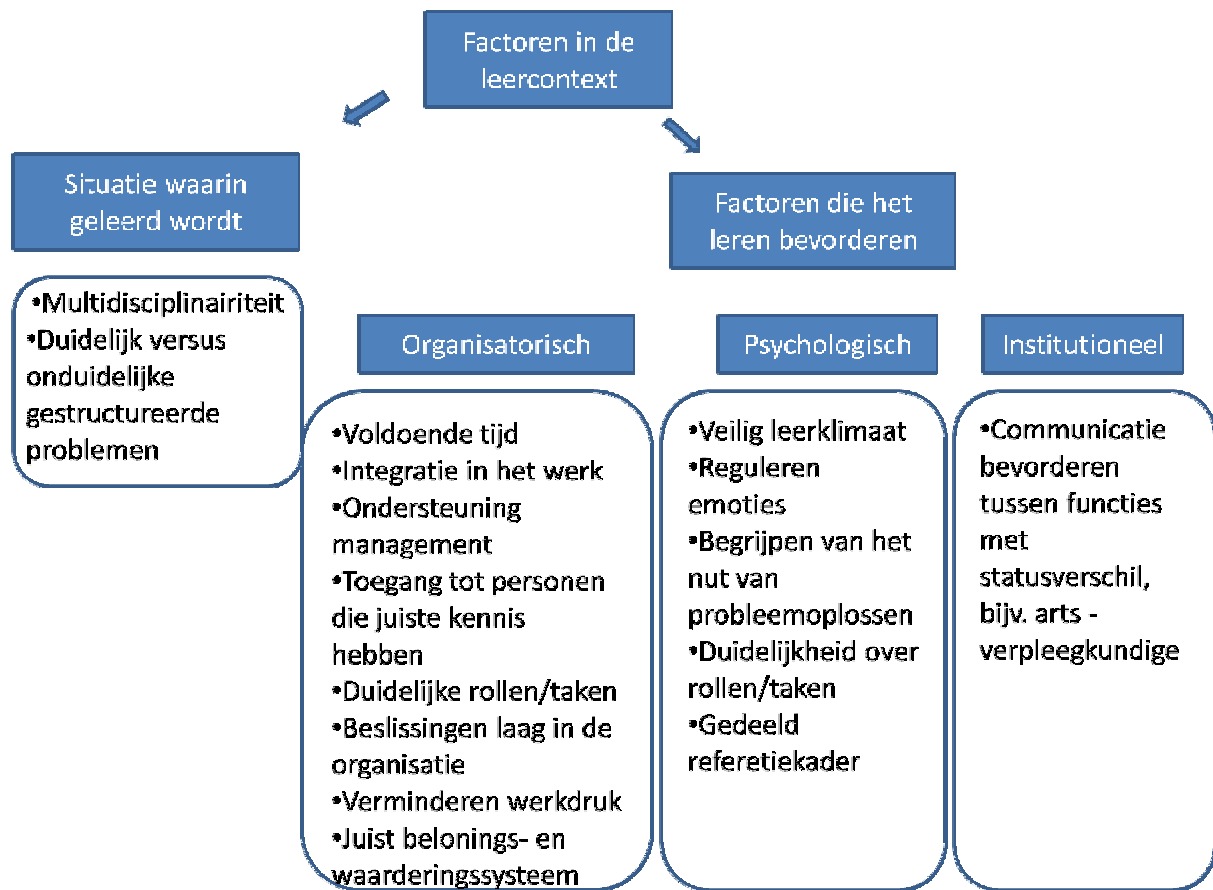 Factoren in de
leercontext
Situatie waarin
geleerd wordt
•Multidisciplinairiteit
•Duidelijk versus
onduidelijke
gestructureerde
problemen
Factoren die het
leren bevorderen
Organisatorisch
•Voldoende tijd
•Integratie in het werk
•Ondersteuning
management
•Toegang tot personen
die juiste kennis
hebben
•Duidelijke rollen/taken
•Beslissingen laag in de
organisatie
•Verminderen werkdruk
•Juist belonings- en
waarderingssysteem
Psychologisch
•Veilig leerklimaat
•Reguleren
emoties
•Begrijpen van het
nut van
probleemoplossen
•Duidelijkheid over
rollen/taken
•Gedeeld
referetiekader
Institutioneel
•Communicatie
bevorderen
tussen functies
met
statusverschil,
bijv. arts -
verpleegkundige